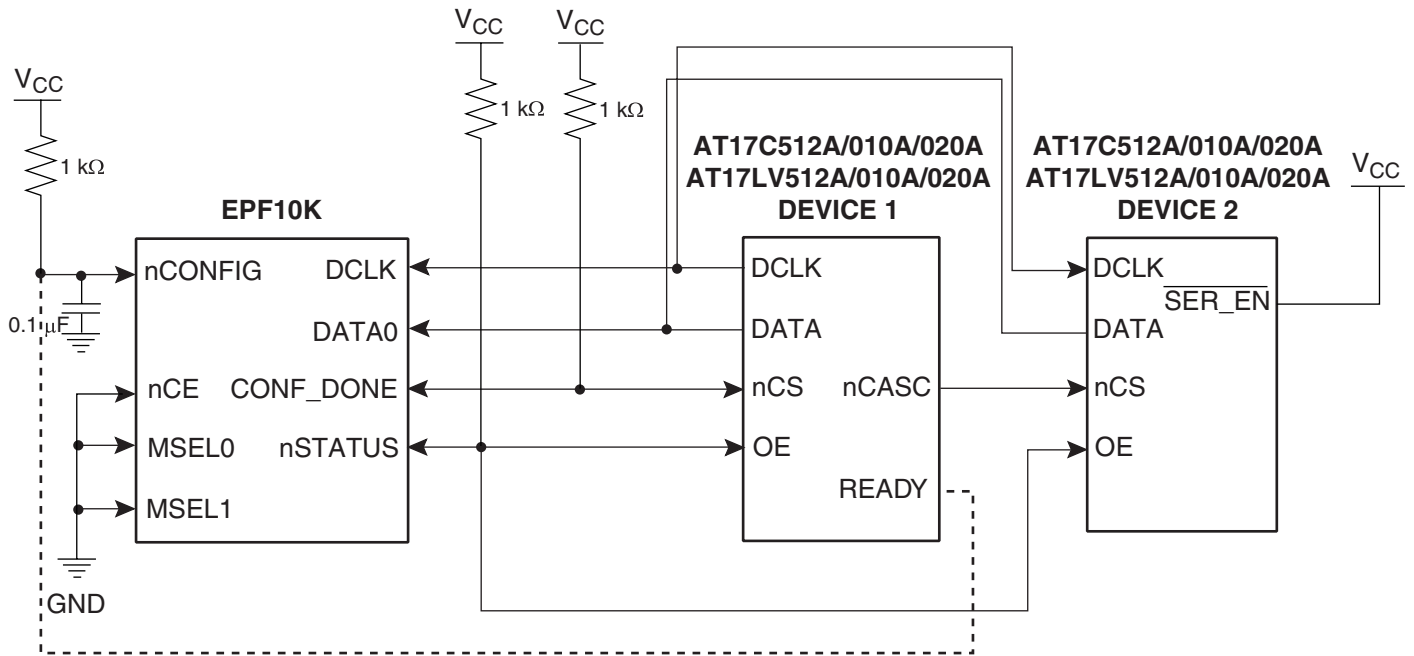 V_CC
V_CC
V_CC
1 kΩ
1 kΩ
1 kΩ
AT17C512A/010A/020A
AT17LV512A/010A/020A
DEVICE 1
AT17C512A/010A/020A
AT17LV512A/010A/020A
DEVICE 2
V_CC
EPF10K
nCONFIG
DCLK
0.1 µF
DATA0
nCE
CONF_DONE
MSEL0
nSTATUS
MSEL1
GND
DCLK
DATA
nCS
nCASC
OE
READY
DCLK
SER_EN
DATA
nCS
OE